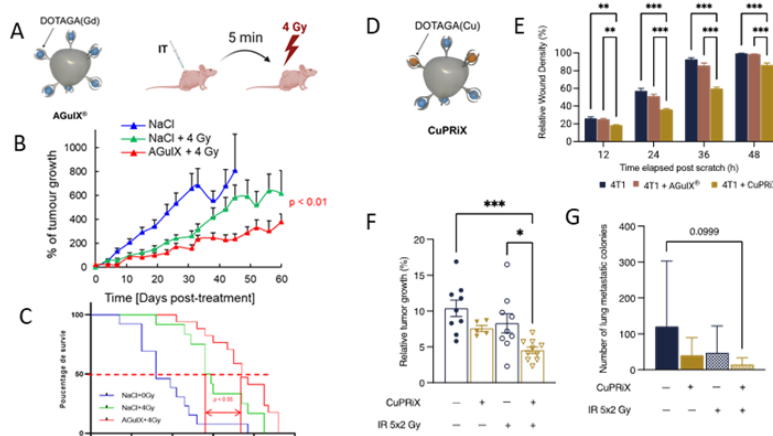 A
DOTAGA(Gd)
AGuIX®
IT
5 min
4 Gy
B
NaCl
NaCl + 4 Gy
AGuIX + 4 Gy
p < 0.01
% of tumour growth
1000
800
600
400
200
0
0 10 20 30 40 50 60
Time [Days post-treatment]
C
Poucentage de survie
100
50
0
NaCl+0Gy
NaCl+4Gy
AGuIX+4Gy
p < 0.05
D
DOTAGA(Cu)
CuPRiX
E
Relative Wound Density (%)
100
80
60
40
20
** *** *** ***
** *** *** ***
12 24 36 48
Time elapsed post scratch (h)
4T1 4T1 + AGuIX® 4T1 + CuPRiX
F
Relative tumor growth (%)
20
15
10
5
0
***
*
CuPRiX — + — +
IR 5x2 Gy — — + +
G
Number of lung metastatic colonies
400
300
200
100
0
0.0999
CuPRiX — + — +
IR 5x2 Gy — — + +